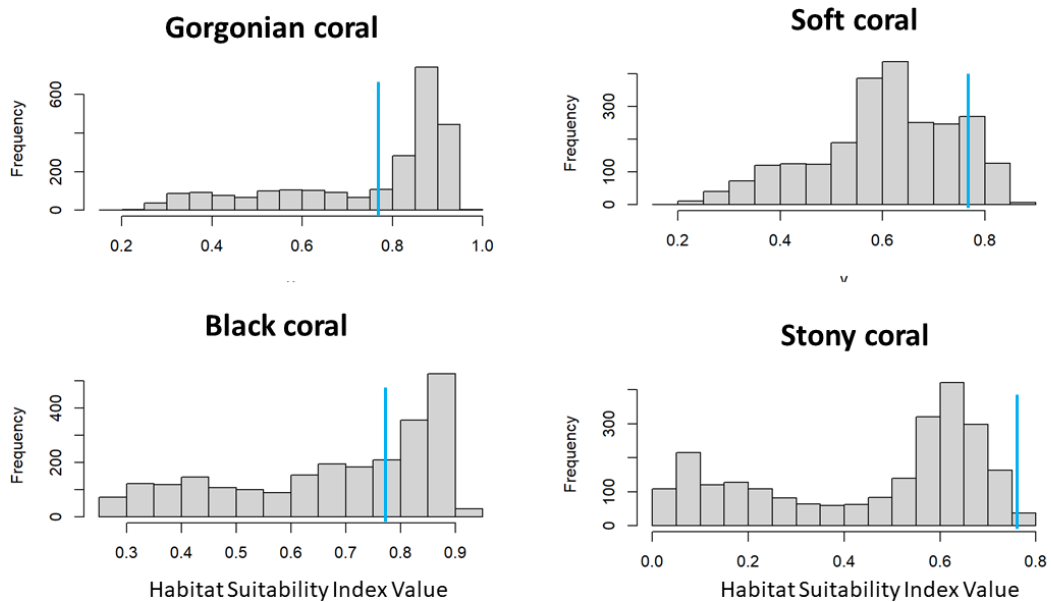 Gorgonian coral
Frequency
600
200
0
0.2 0.4 0.6 0.8 1.0
Soft coral
Frequency
300
100
0
0.2 0.4 0.6 0.8
Black coral
Frequency
400
200
0
0.3 0.4 0.5 0.6 0.7 0.8 0.9
Habitat Suitability Index Value
Stony coral
Frequency
300
100
0
0.0 0.2 0.4 0.6 0.8
Habitat Suitability Index Value